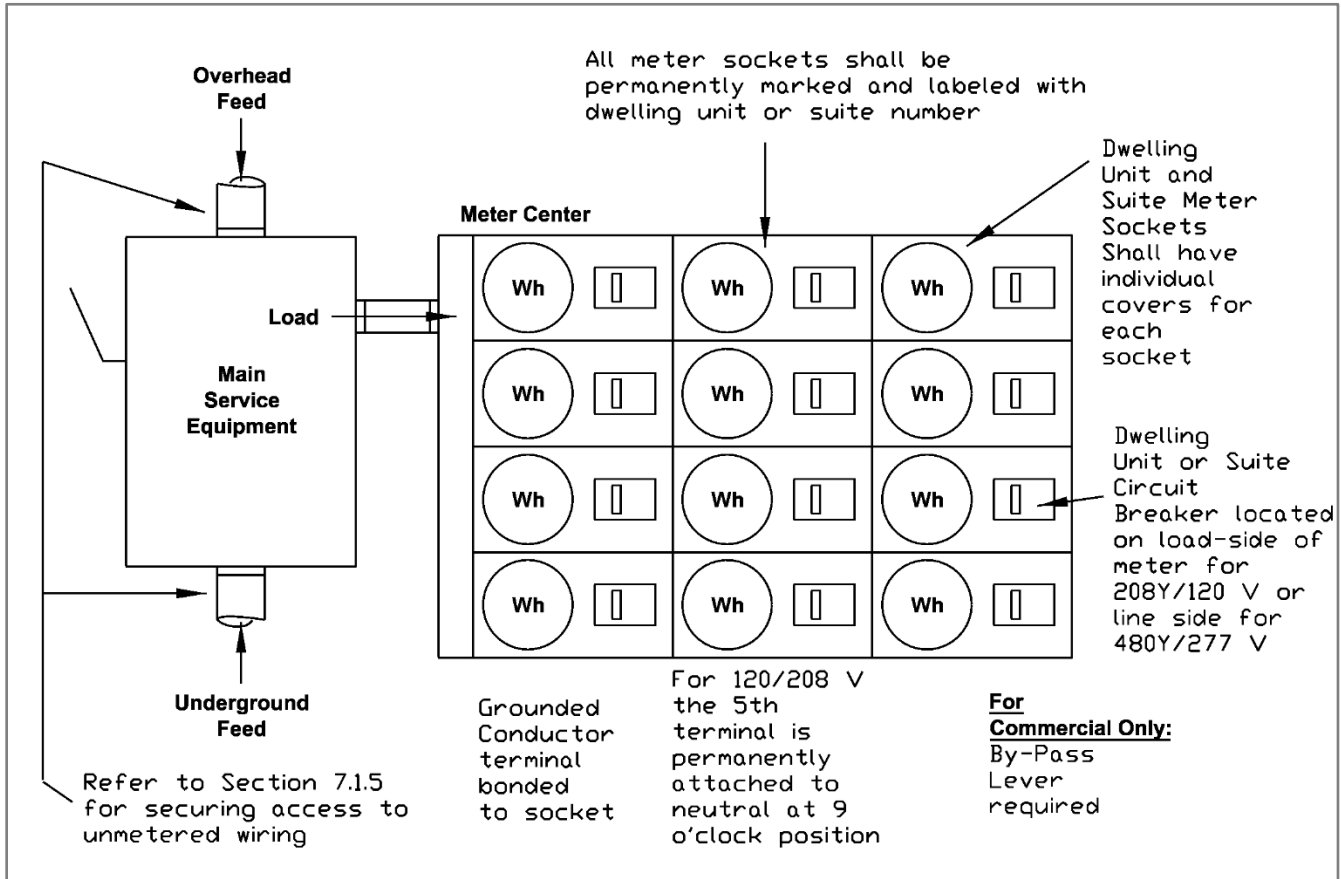 Overhead
Feed
All meter sockets shall be
permanently marked and labeled with
dwelling unit or suite number
Dwelling
Unit and
Suite Meter
Sockets
Shall have
individual
covers for
each
socket
Meter Center
Load
Main
Service
Equipment
Wh
Wh
Wh
Wh
Wh
Wh
Wh
Wh
Wh
Wh
Wh
Wh
Dwelling
Unit or Suite
Circuit
Breaker located
on load-side of
meter for
208Y/120 V or
line side for
480Y/277 V
Underground
Feed
Refer to Section 7.1.5
for securing access to
unmetered wiring
Grounded
Conductor
terminal
bonded
to socket
For 120/208 V
the 5th
terminal is
permanently
attached to
neutral at 9
o'clock position
For
Commercial Only:
By-Pass
Lever
required